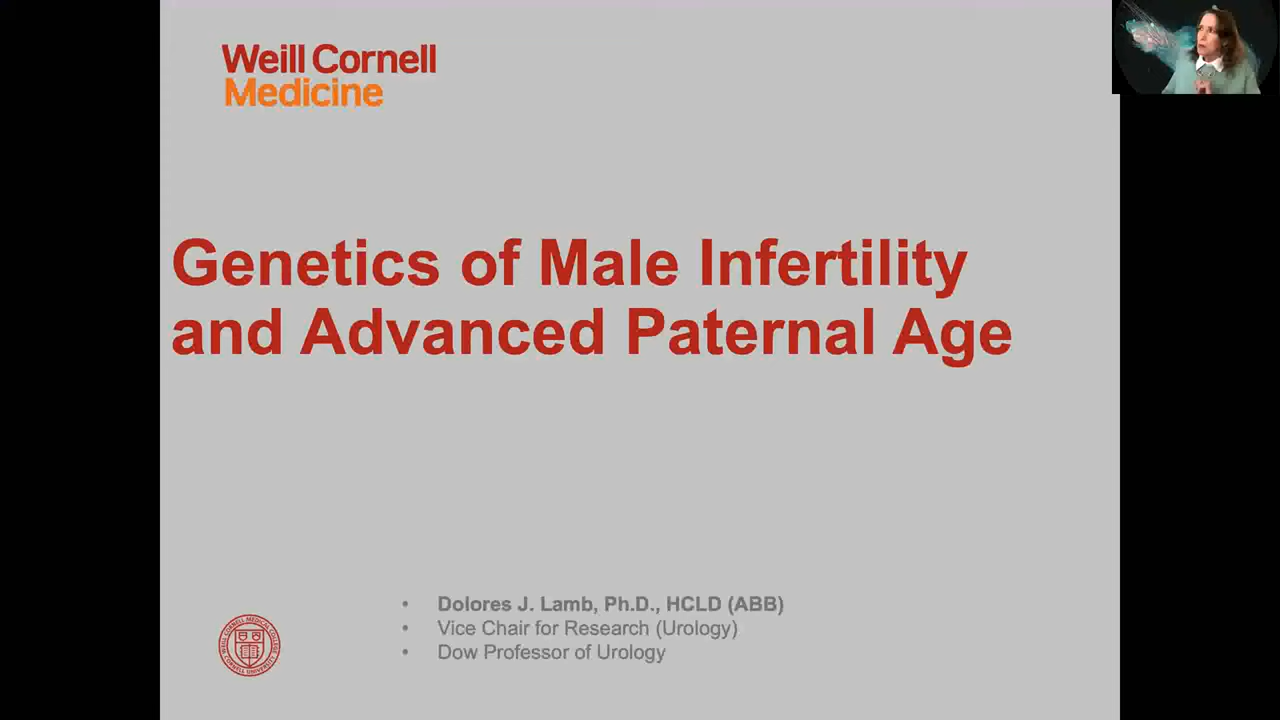 Weill Cornell
Medicine
Genetics of Male Infertility
and Advanced Paternal Age
• Dolores J. Lamb, Ph.D., HCLD (ABB)
• Vice Chair for Research (Urology)
• Dow Professor of Urology